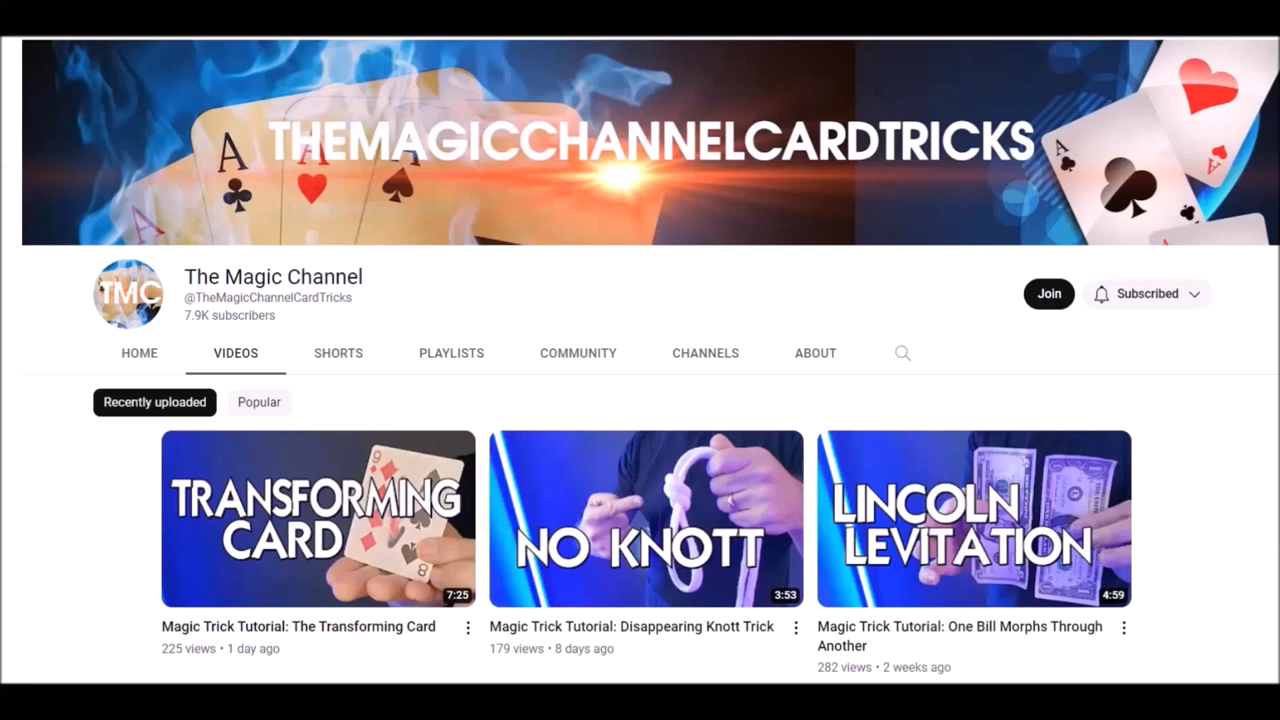 THEMAGICCHANNELCARDTRICKS
A
A
A
A
A
A
TMC
The Magic Channel
@TheMagicChannelCardTricks
7.9K subscribers
Join
Subscribed
HOME
VIDEOS
SHORTS
PLAYLISTS
COMMUNITY
CHANNELS
ABOUT
Recently uploaded
Popular
TRANSFORMING
CARD
9
8
7:25
NO KNOTT
3:53
LINCOLN
LEVITATION
4:59
Magic Trick Tutorial: The Transforming Card
225 views • 1 day ago
Magic Trick Tutorial: Disappearing Knott Trick
179 views • 8 days ago
Magic Trick Tutorial: One Bill Morphs Through
Another
282 views • 2 weeks ago